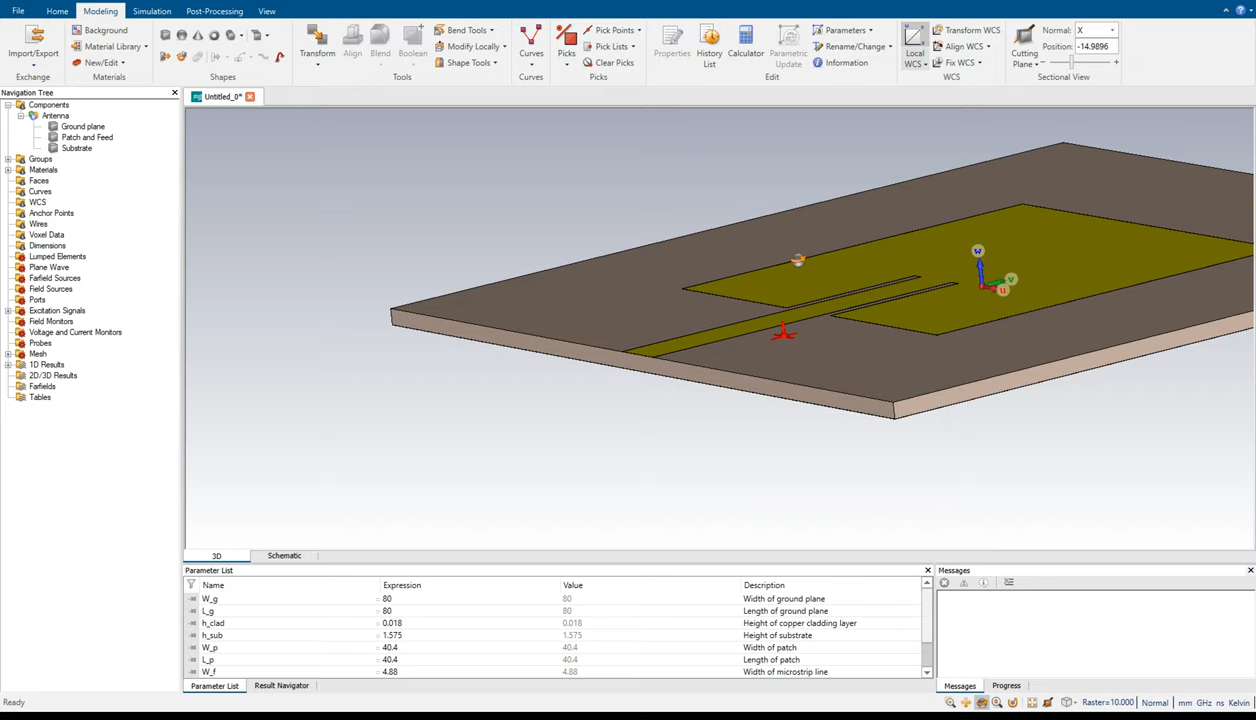 File Home Modeling Simulation Post-Processing View
Import/Export
Exchange
Background
Material Library
New/Edit
Materials
Shapes
Transform Align Blend Boolean
Bend Tools
Modify Locally
Shape Tools
Tools
Curves
Curves
Picks
Pick Points
Pick Lists
Clear Picks
Picks
Properties
History List
Calculator
Parametric Update
Parameters
Rename/Change
Information
Edit
Local WCS
Transform WCS
Align WCS
Fix WCS
WCS
Cutting Plane
Normal: X
Position: -14.9896
Sectional View
Navigation Tree
Components
Antenna
Ground plane
Patch and Feed
Substrate
Groups
Materials
Faces
Curves
WCS
Anchor Points
Wires
Voxel Data
Dimensions
Lumped Elements
Plane Wave
Farfield Sources
Field Sources
Ports
Excitation Signals
Field Monitors
Voltage and Current Monitors
Probes
Mesh
1D Results
2D/3D Results
Farfields
Tables
Untitled_0*
w
v
u
3D Schematic
Parameter List
Name Expression Value Description
W_g = 80 80 Width of ground plane
L_g = 80 80 Length of ground plane
h_clad = 0.018 0.018 Height of copper cladding layer
h_sub = 1.575 1.575 Height of substrate
W_p = 40.4 40.4 Width of patch
L_p = 40.4 40.4 Length of patch
W_f = 4.88 4.88 Width of microstrip line
Parameter List Result Navigator
Messages
Messages Progress
Ready
Raster=10.000 Normal mm GHz ns Kelvin